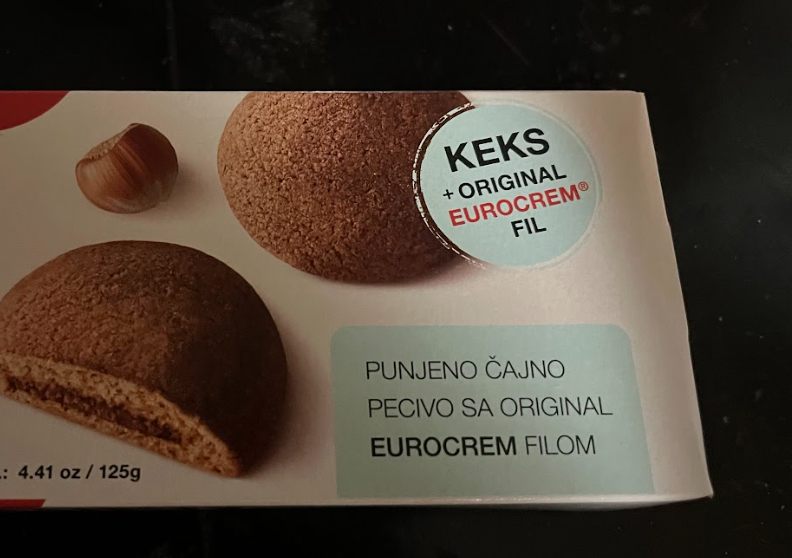 KEKS
+ ORIGINAL
EUROCREM®
FIL
PUNJENO ČAJNO
PECIVO SA ORIGINAL
EUROCREM FILOM
.: 4.41 oz / 125g